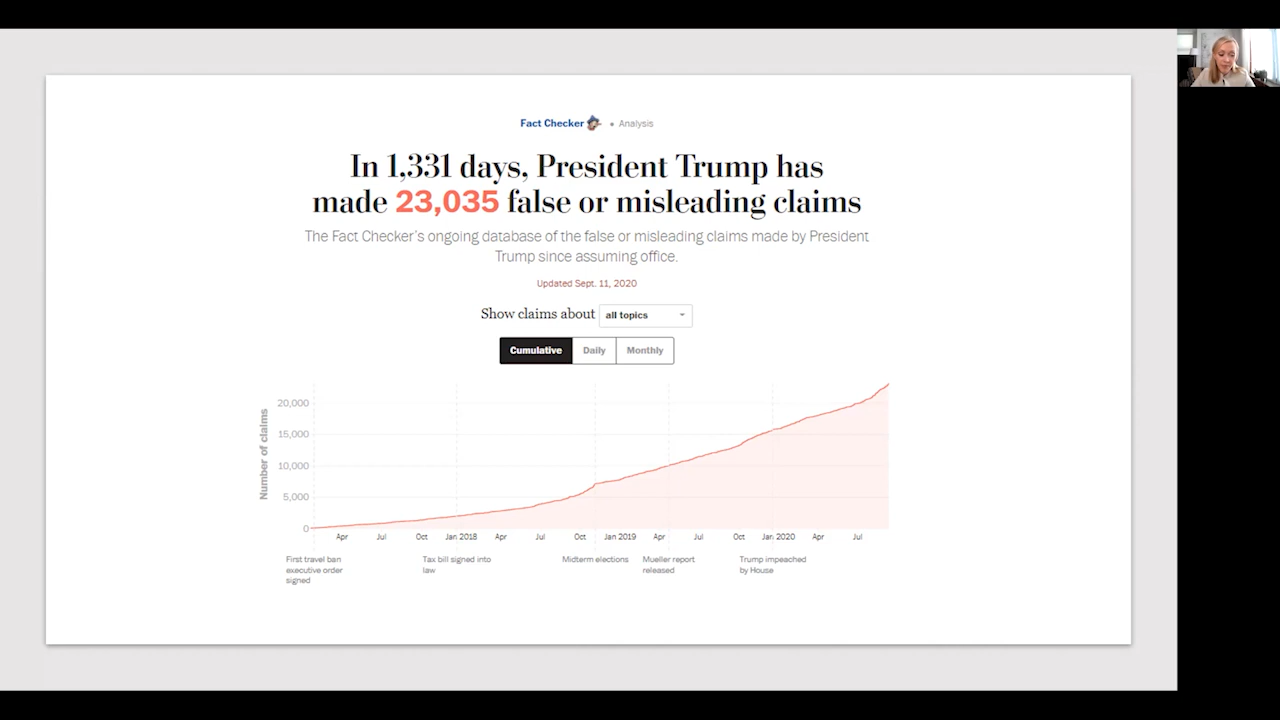 Fact Checker • Analysis
In 1,331 days, President Trump has
made 23,035 false or misleading claims
The Fact Checker's ongoing database of the false or misleading claims made by President
Trump since assuming office.
Updated Sept. 11, 2020
Show claims about all topics
Cumulative Daily Monthly
Number of claims
20,000
15,000
10,000
5,000
0
Apr Jul Oct Jan 2018 Apr Jul Oct Jan 2019 Apr Jul Oct Jan 2020 Apr Jul
First travel ban
executive order
signed
Tax bill signed into
law
Midterm elections
Mueller report
released
Trump impeached
by House